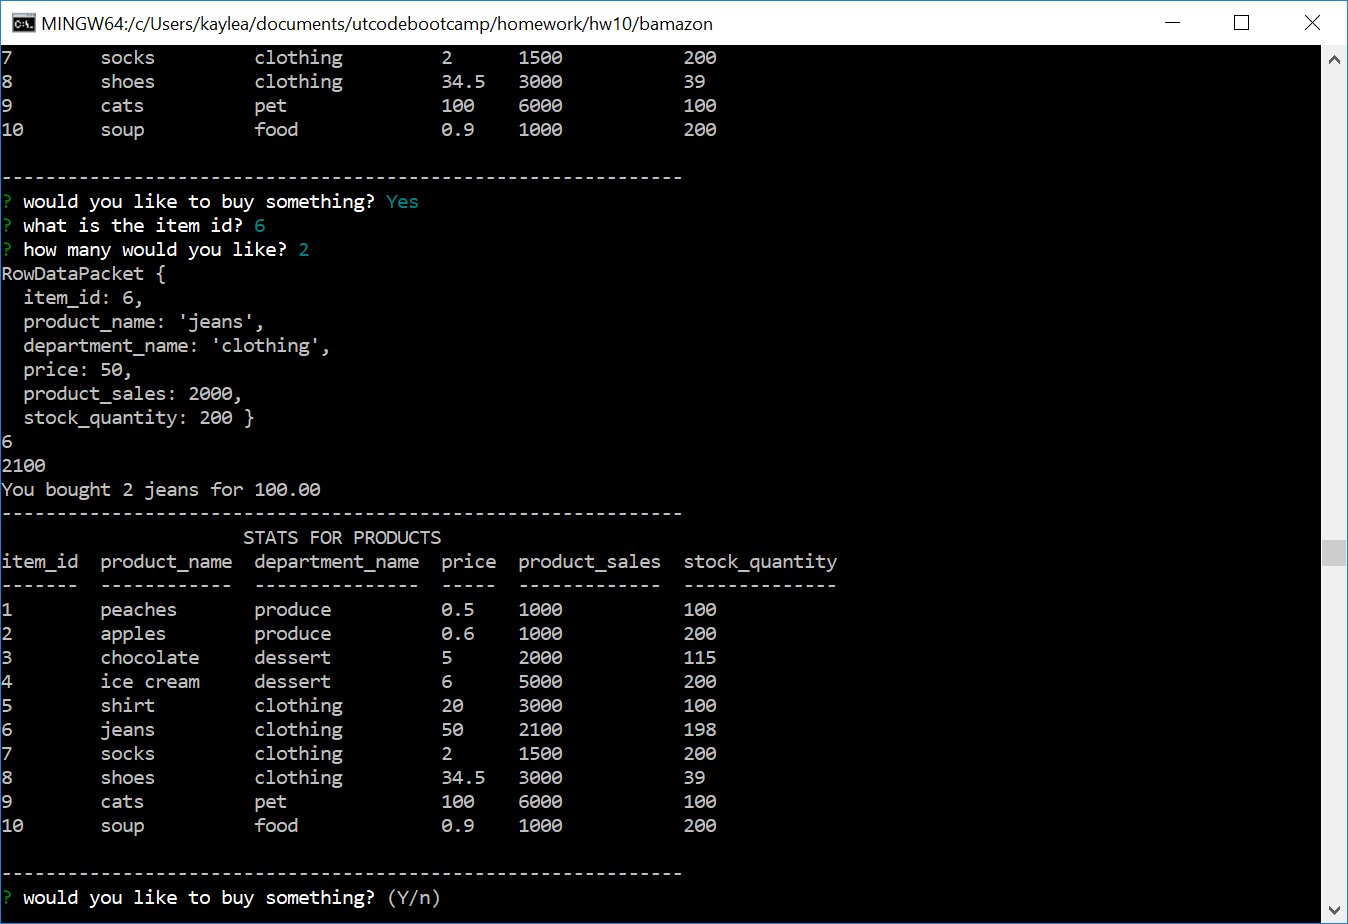 MINGW64:/c/Users/kaylea/documents/utcodebootcamp/homework/hw10/bamazon
7        socks         clothing         2      1500           200
8        shoes         clothing         34.5   3000           39
9        cats          pet              100    6000           100
10       soup          food             0.9    1000           200
--------------------------------------------------------------
? would you like to buy something? Yes
? what is the item id? 6
? how many would you like? 2
RowDataPacket {
  item_id: 6,
  product_name: 'jeans',
  department_name: 'clothing',
  price: 50,
  product_sales: 2000,
  stock_quantity: 200 }
6
2100
You bought 2 jeans for 100.00
--------------------------------------------------------------
                      STATS FOR PRODUCTS
item_id  product_name  department_name  price  product_sales  stock_quantity
-------  ------------  ---------------  -----  -------------  --------------
1        peaches       produce          0.5    1000           100
2        apples        produce          0.6    1000           200
3        chocolate     dessert          5      2000           115
4        ice cream     dessert          6      5000           200
5        shirt         clothing         20     3000           100
6        jeans         clothing         50     2100           198
7        socks         clothing         2      1500           200
8        shoes         clothing         34.5   3000           39
9        cats          pet              100    6000           100
10       soup          food             0.9    1000           200
--------------------------------------------------------------
? would you like to buy something? (Y/n)